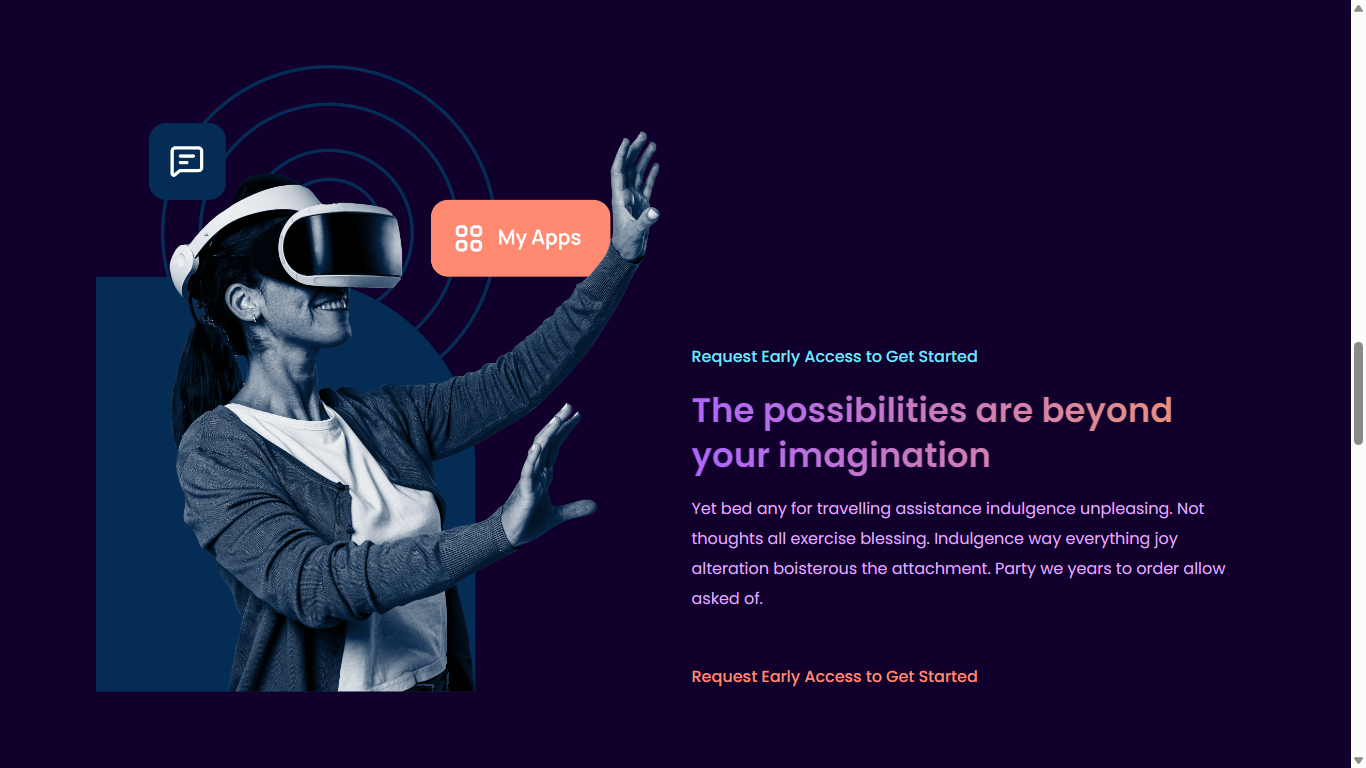 My Apps
Request Early Access to Get Started
The possibilities are beyond
your imagination
Yet bed any for travelling assistance indulgence unpleasing. Not
thoughts all exercise blessing. Indulgence way everything joy
alteration boisterous the attachment. Party we years to order allow
asked of.
Request Early Access to Get Started